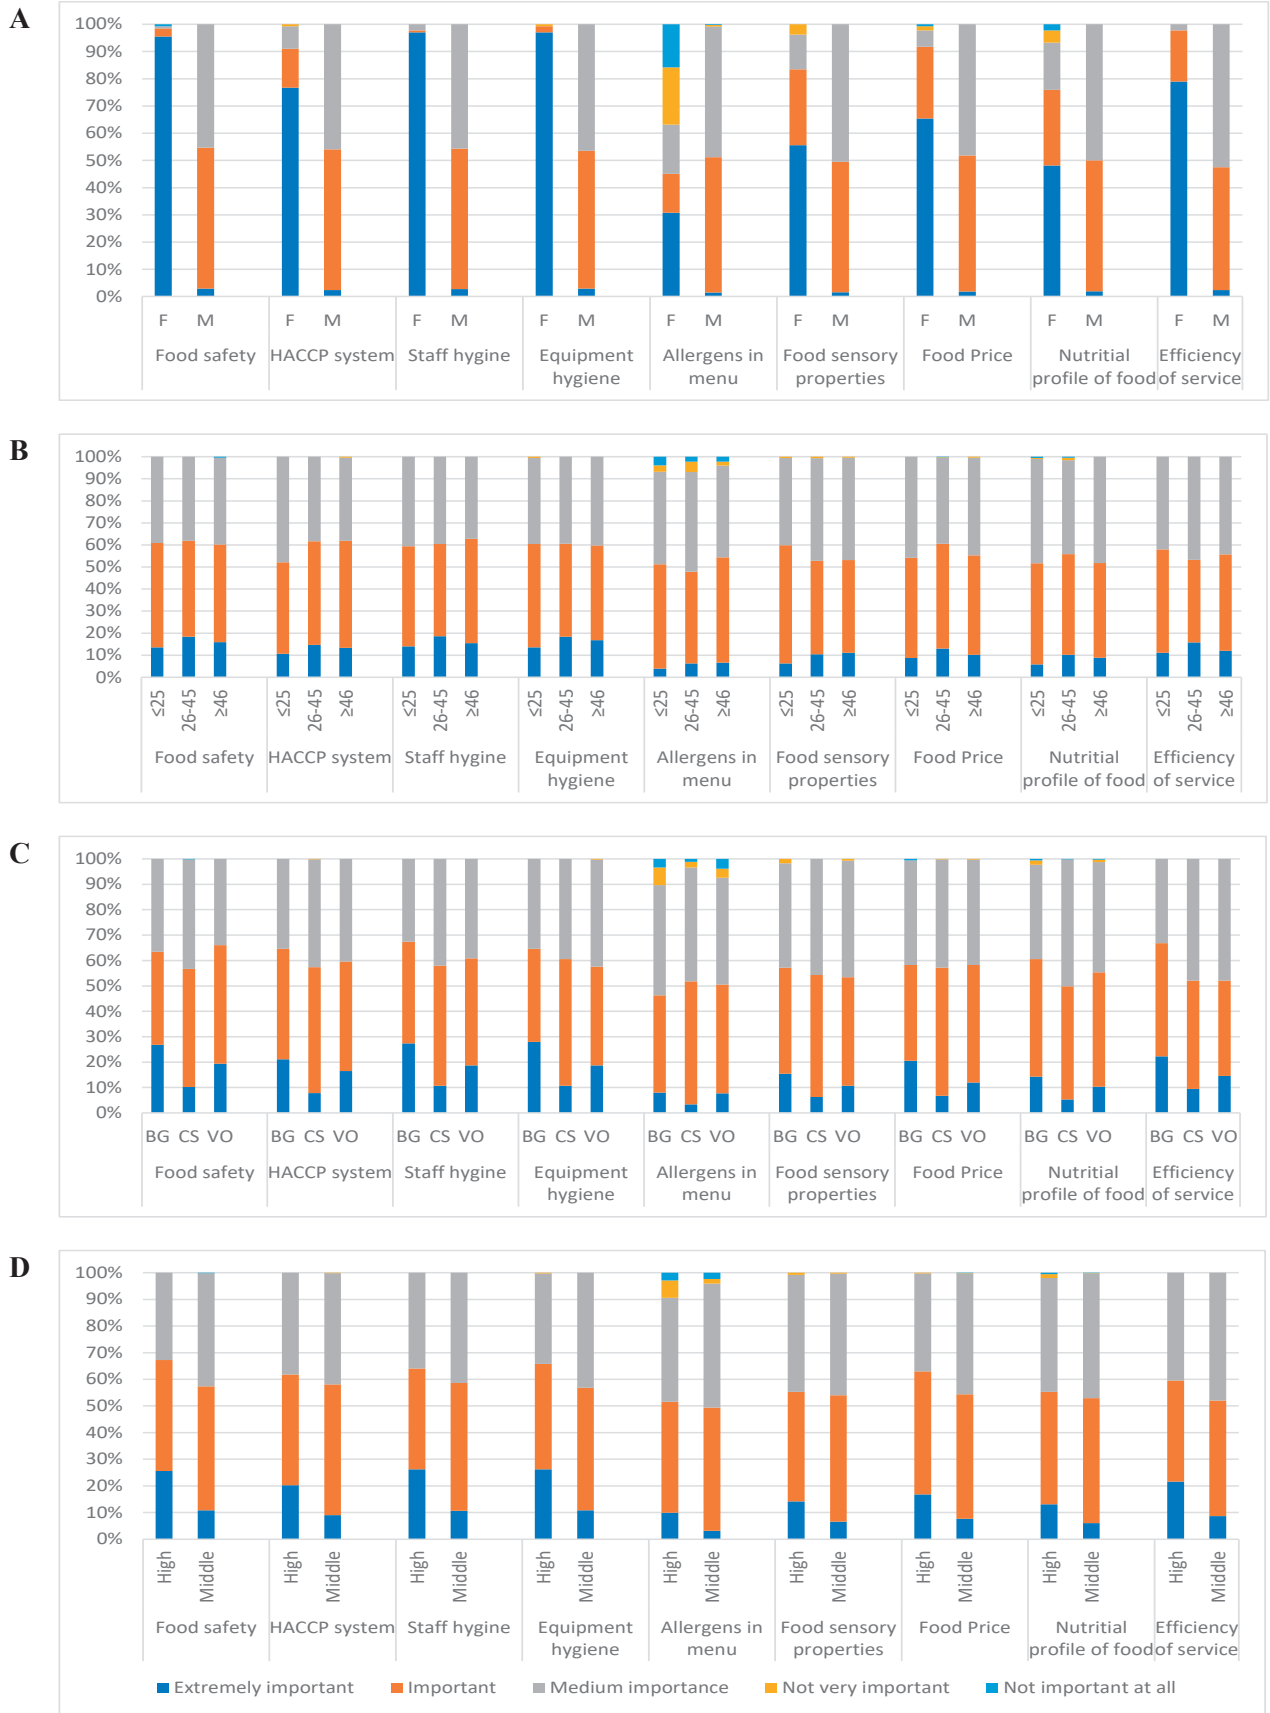 A
100%
90%
80%
70%
60%
50%
40%
30%
20%
10%
0%
F M F M F M F M F M F M F M F M F M
Food safety HACCP system Staff hygine Equipment Allergens in Food sensory Food Price Nutritial Efficiency
hygiene menu properties profile of food of service
B
100%
90%
80%
70%
60%
50%
40%
30%
20%
10%
0%
≤25 26-45 ≥46 ≤25 26-45 ≥46 ≤25 26-45 ≥46 ≤25 26-45 ≥46 ≤25 26-45 ≥46 ≤25 26-45 ≥46 ≤25 26-45 ≥46 ≤25 26-45 ≥46 ≤25 26-45 ≥46
Food safety HACCP system Staff hygine Equipment Allergens in Food sensory Food Price Nutritial Efficiency
hygiene menu properties profile of food of service
C
100%
90%
80%
70%
60%
50%
40%
30%
20%
10%
0%
BG CS VO BG CS VO BG CS VO BG CS VO BG CS VO BG CS VO BG CS VO BG CS VO BG CS VO
Food safety HACCP system Staff hygine Equipment Allergens in Food sensory Food Price Nutritial Efficiency
hygiene menu properties profile of food of service
D
100%
90%
80%
70%
60%
50%
40%
30%
20%
10%
0%
High Middle High Middle High Middle High Middle High Middle High Middle High Middle High Middle High Middle
Food safety HACCP system Staff hygine Equipment Allergens in Food sensory Food Price Nutritial Efficiency
hygiene menu properties profile of food of service
Extremely important Important Medium importance Not very important Not important at all